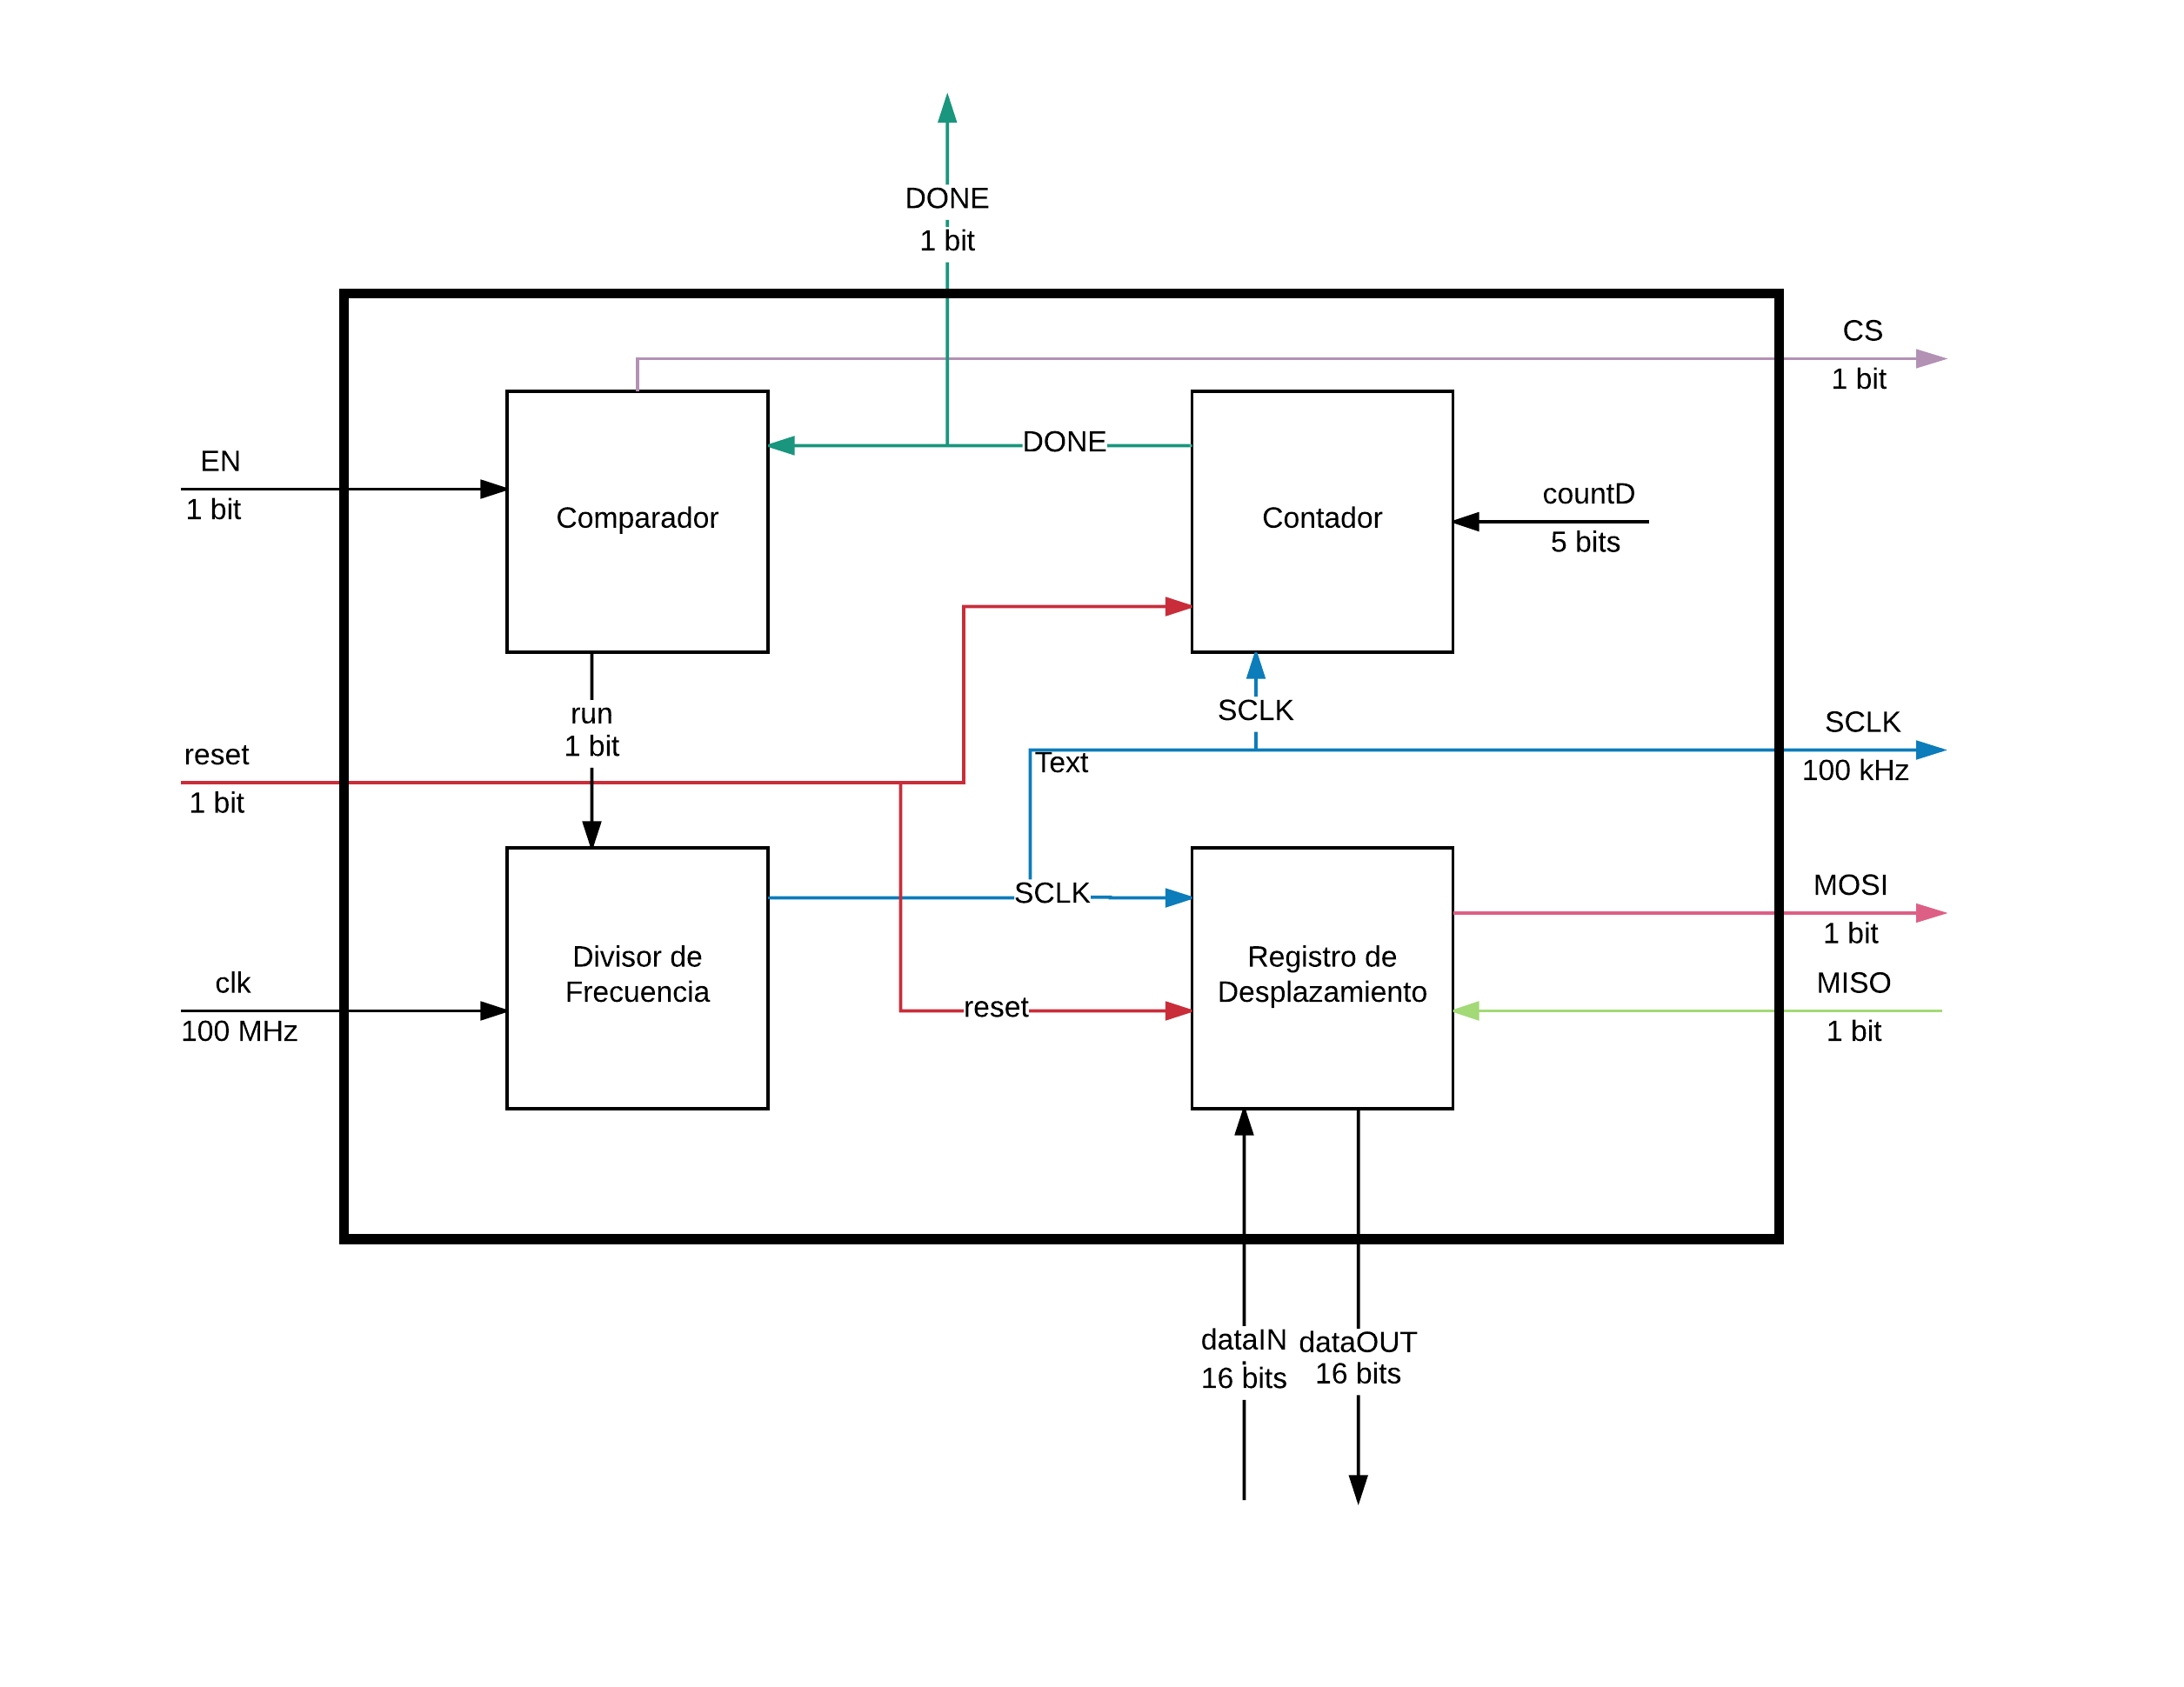 DONE
1 bit
CS
1 bit
DONE
EN
1 bit
Comparador
Contador
countD
5 bits
run
1 bit
SCLK
SCLK
100 kHz
reset
1 bit
Text
SCLK
MOSI
1 bit
Divisor de
Frecuencia
Registro de
Desplazamiento
clk
100 MHz
reset
MISO
1 bit
dataIN
16 bits
dataOUT
16 bits